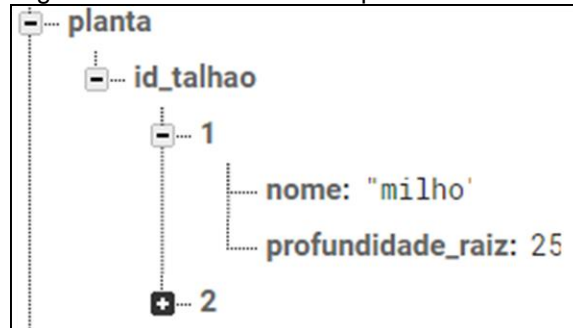 planta
id_talhao
1
nome: "milho'
profundidade_raiz: 25
2